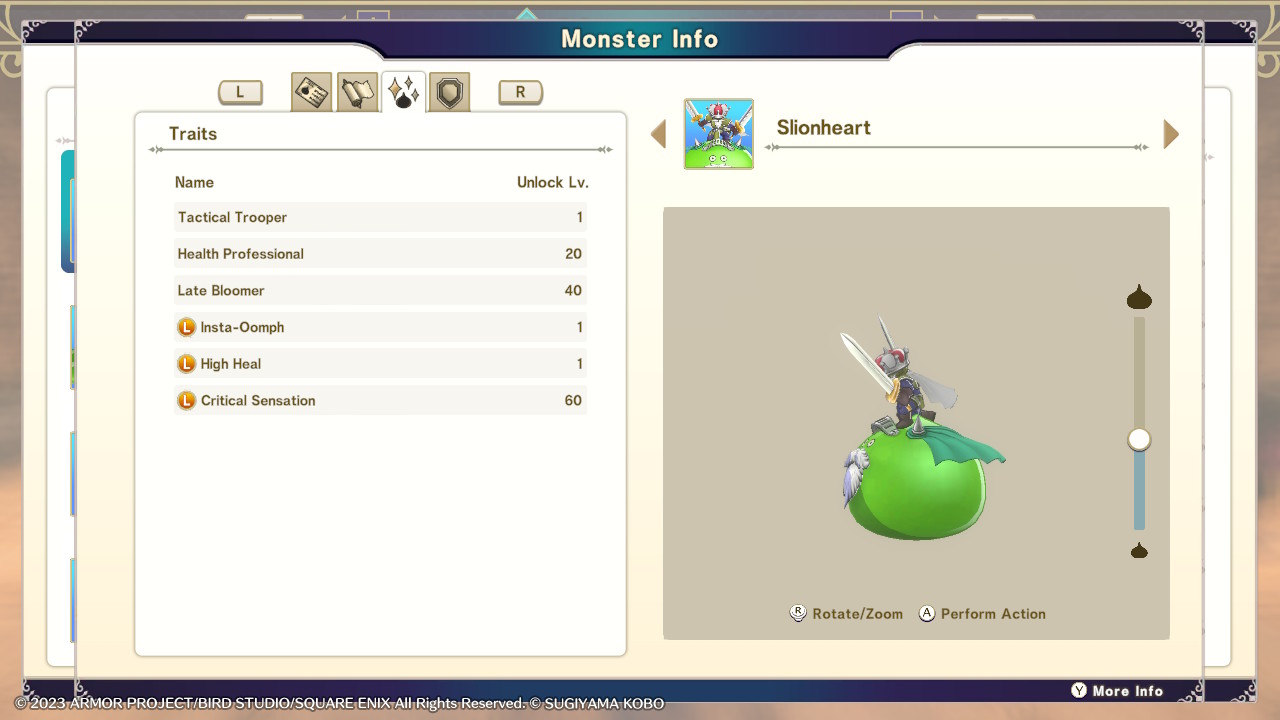 Monster Info
L
R
Traits
Name Unlock Lv.
Tactical Trooper 1
Health Professional 20
Late Bloomer 40
L Insta-Oomph 1
L High Heal 1
L Critical Sensation 60
Slionheart
R Rotate/Zoom A Perform Action
Y More Info
© 2023 ARMOR PROJECT/BIRD STUDIO/SQUARE ENIX All Rights Reserved. © SUGIYAMA KOBO